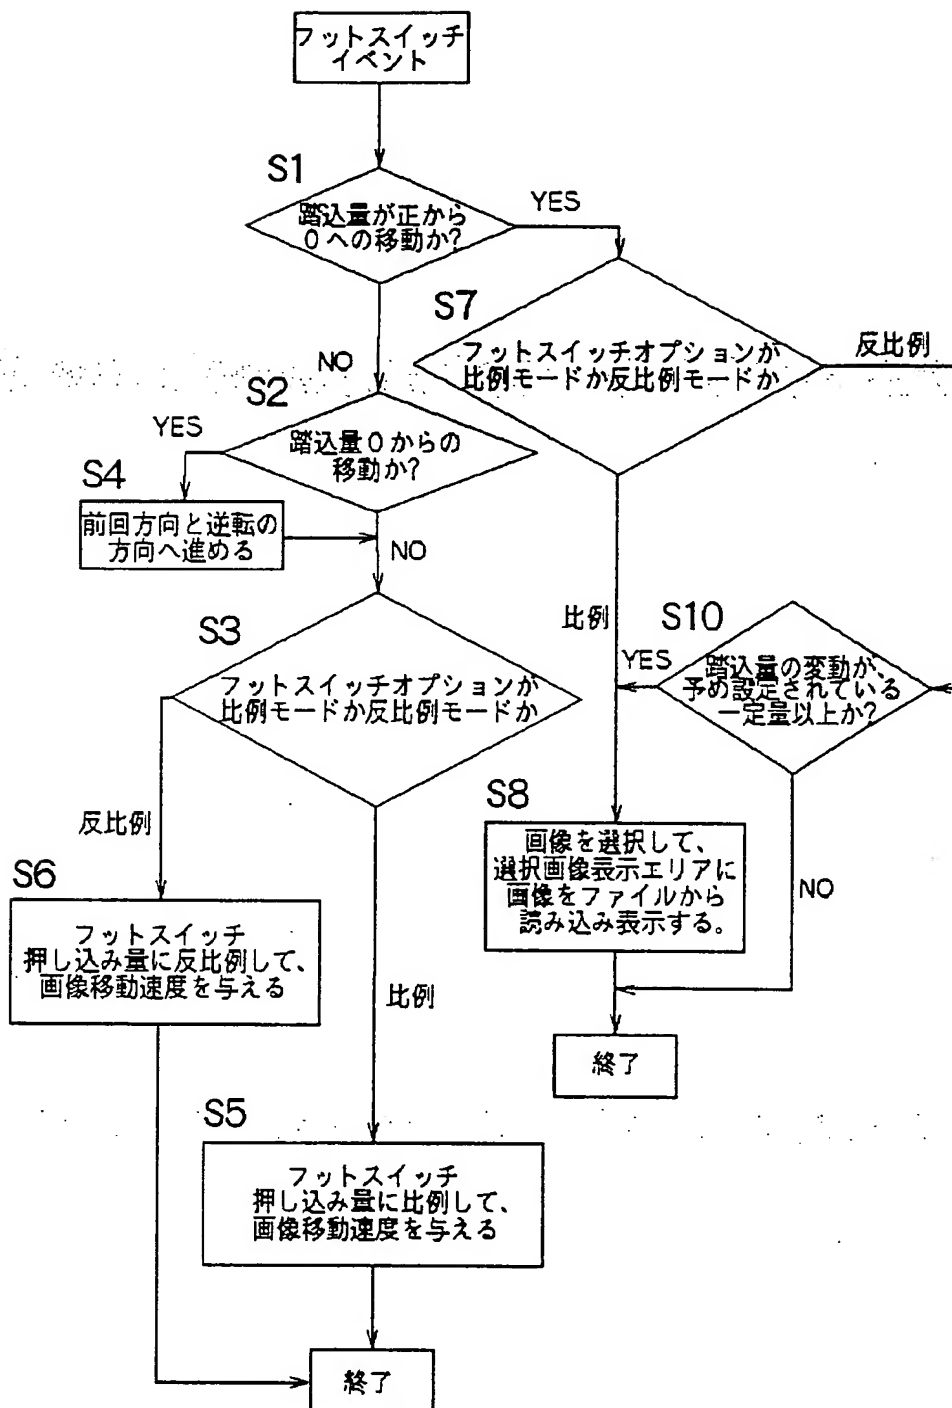 フットスイッチ
イベント
S1
踏込量が正から
0への移動か?
YES
NO
S7
フットスイッチオプションが
比例モードか反比例モードか
反比例
S2
踏込量0からの
移動か?
YES
S4
前回方向と逆転の
方向へ進める
NO
比例
S10
踏込量の変動が、
予め設定されている
一定量以上か?
YES
NO
S3
フットスイッチオプションが
比例モードか反比例モードか
反比例
S8
画像を選択して、
選択画像表示エリアに
画像をファイルから
読み込み表示する。
S6
フットスイッチ
押し込み量に反比例して、
画像移動速度を与える
比例
終了
S5
フットスイッチ
押し込み量に比例して、
画像移動速度を与える
終了